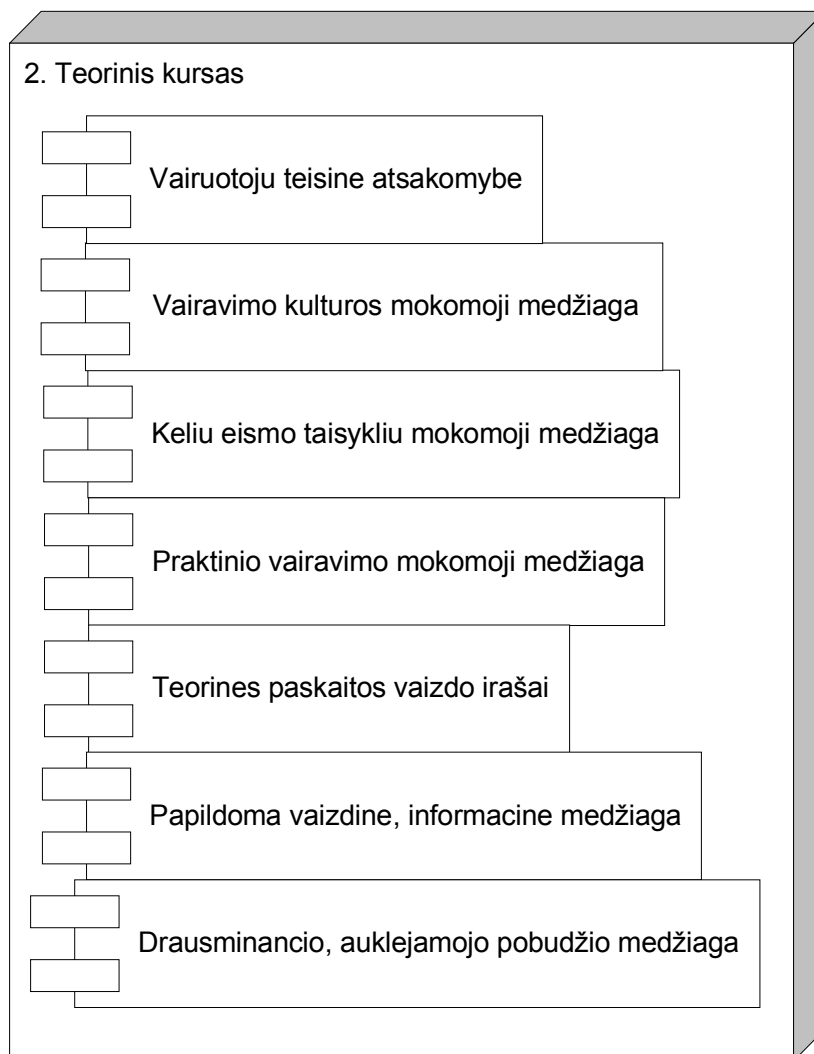 2. Teorinis kursas
Vairuotoju teisine atsakomybe
Vairavimo kulturos mokomoji medžiaga
Keliu eismo taisykliu mokomoji medžiaga
Praktinio vairavimo mokomoji medžiaga
Teorines paskaitos vaizdo irašai
Papildoma vaizdine, informacine medžiaga
Drausminancio, auklejamojo pobudžio medžiaga